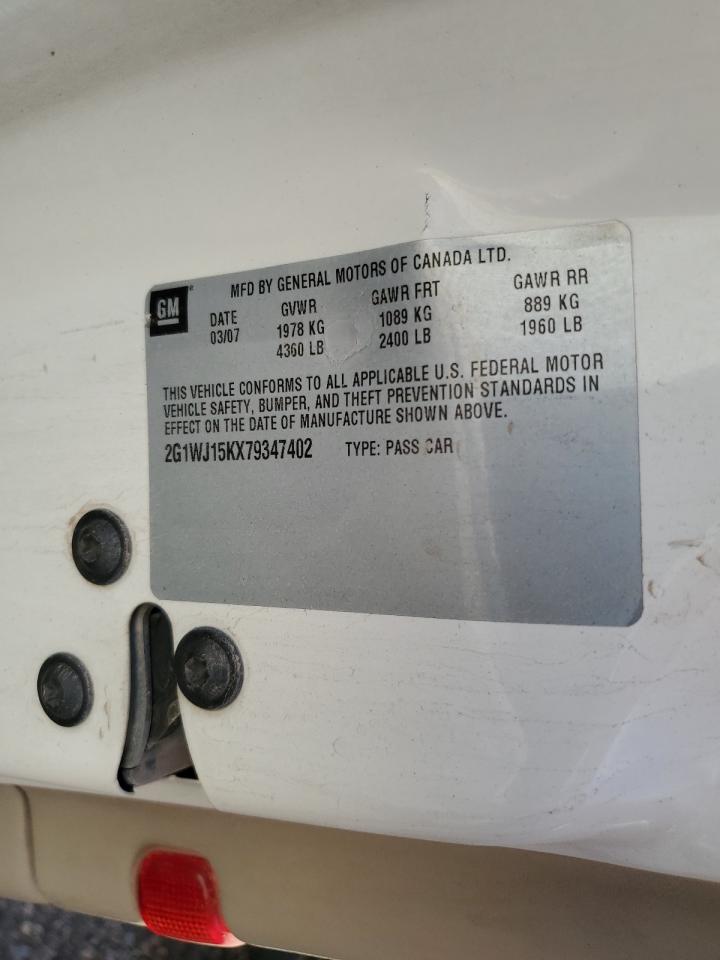 MFD BY GENERAL MOTORS OF CANADA LTD.
GM ®
DATE GVWR GAWR FRT GAWR RR
03/07 1978 KG 1089 KG 889 KG
4360 LB 2400 LB 1960 LB
THIS VEHICLE CONFORMS TO ALL APPLICABLE U.S. FEDERAL MOTOR
VEHICLE SAFETY, BUMPER, AND THEFT PREVENTION STANDARDS IN
EFFECT ON THE DATE OF MANUFACTURE SHOWN ABOVE.
2G1WJ15KX79347402 TYPE: PASS CAR